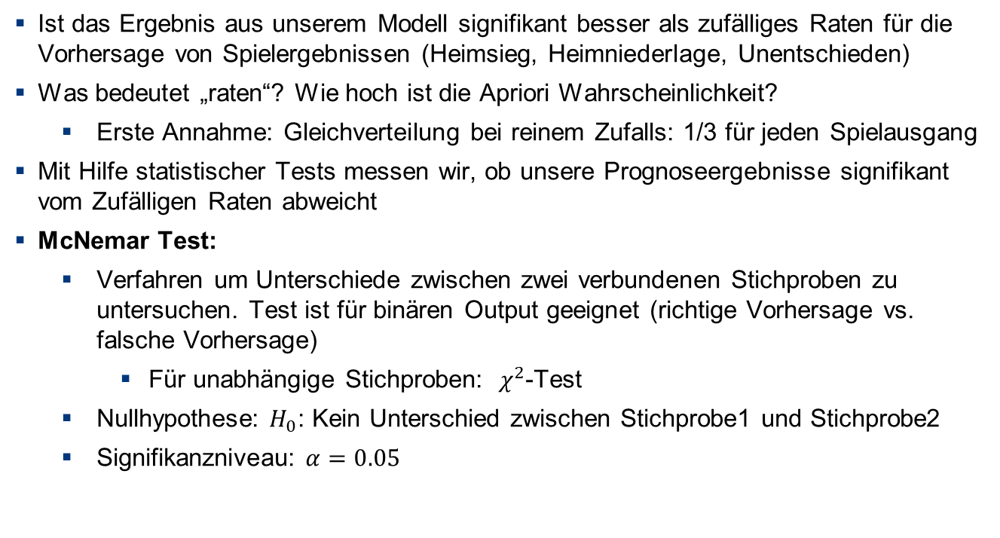 ▪ Ist das Ergebnis aus unserem Modell signifikant besser als zufälliges Raten für die
Vorhersage von Spielergebnissen (Heimsieg, Heimniederlage, Unentschieden)
▪ Was bedeutet „raten“? Wie hoch ist die Apriori Wahrscheinlichkeit?
▪ Erste Annahme: Gleichverteilung bei reinem Zufalls: 1/3 für jeden Spielausgang
▪ Mit Hilfe statistischer Tests messen wir, ob unsere Prognoseergebnisse signifikant
vom Zufälligen Raten abweicht
▪ McNemar Test:
▪ Verfahren um Unterschiede zwischen zwei verbundenen Stichproben zu
untersuchen. Test ist für binären Output geeignet (richtige Vorhersage vs.
falsche Vorhersage)
▪ Für unabhängige Stichproben: χ²-Test
▪ Nullhypothese: H₀: Kein Unterschied zwischen Stichprobe1 und Stichprobe2
▪ Signifikanzniveau: α = 0.05